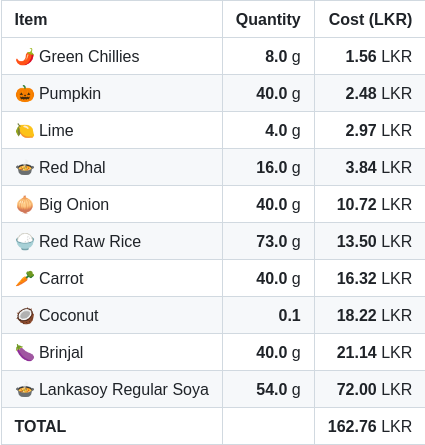 Item Quantity Cost (LKR)
🌶️ Green Chillies 8.0 g 1.56 LKR
🎃 Pumpkin 40.0 g 2.48 LKR
🍋 Lime 4.0 g 2.97 LKR
🍲 Red Dhal 16.0 g 3.84 LKR
🧅 Big Onion 40.0 g 10.72 LKR
🍚 Red Raw Rice 73.0 g 13.50 LKR
🥕 Carrot 40.0 g 16.32 LKR
🥥 Coconut 0.1 18.22 LKR
🍆 Brinjal 40.0 g 21.14 LKR
🍲 Lankasoy Regular Soya 54.0 g 72.00 LKR
TOTAL 162.76 LKR